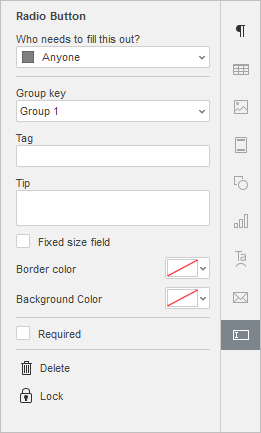 Radio Button
Who needs to fill this out?
Anyone
Group key
Group 1
Tag
Tip
Fixed size field
Border color
Background Color
Required
Delete
Lock
Ta